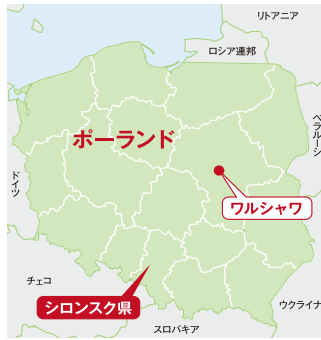 リトアニア
ロシア連邦
ベラルーシ
ポーランド
ドイツ
ワルシャワ
チェコ
シロンスク県
ウクライナ
スロバキア